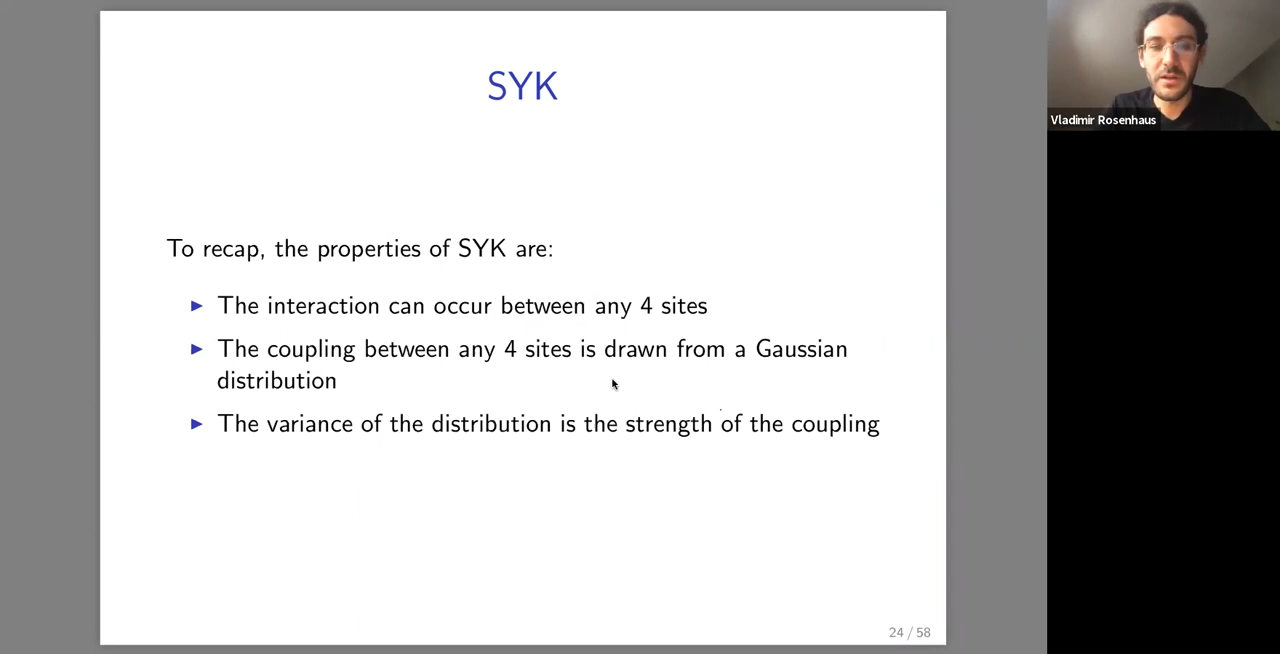 SYK
To recap, the properties of SYK are:
► The interaction can occur between any 4 sites
► The coupling between any 4 sites is drawn from a Gaussian
distribution
► The variance of the distribution is the strength of the coupling
24 / 58
Vladimir Rosenhaus